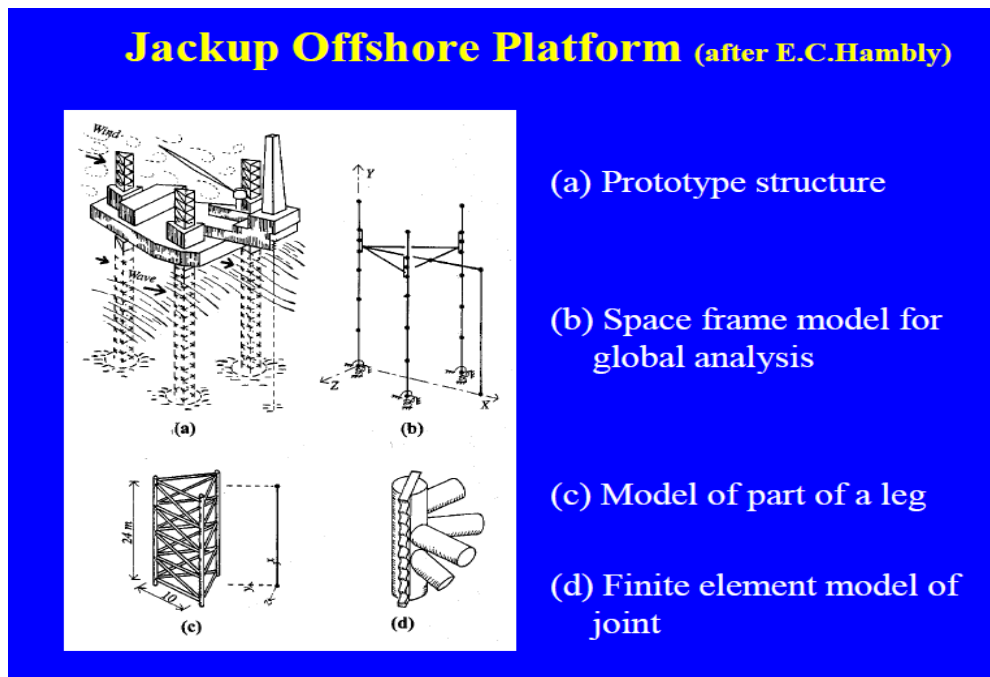 Jackup Offshore Platform (after E.C.Hambly)
Wind
Wave
(a)
Y
Z
X
(b)
24 m
10
(c)
(d)
(a) Prototype structure
(b) Space frame model for
global analysis
(c) Model of part of a leg
(d) Finite element model of
joint